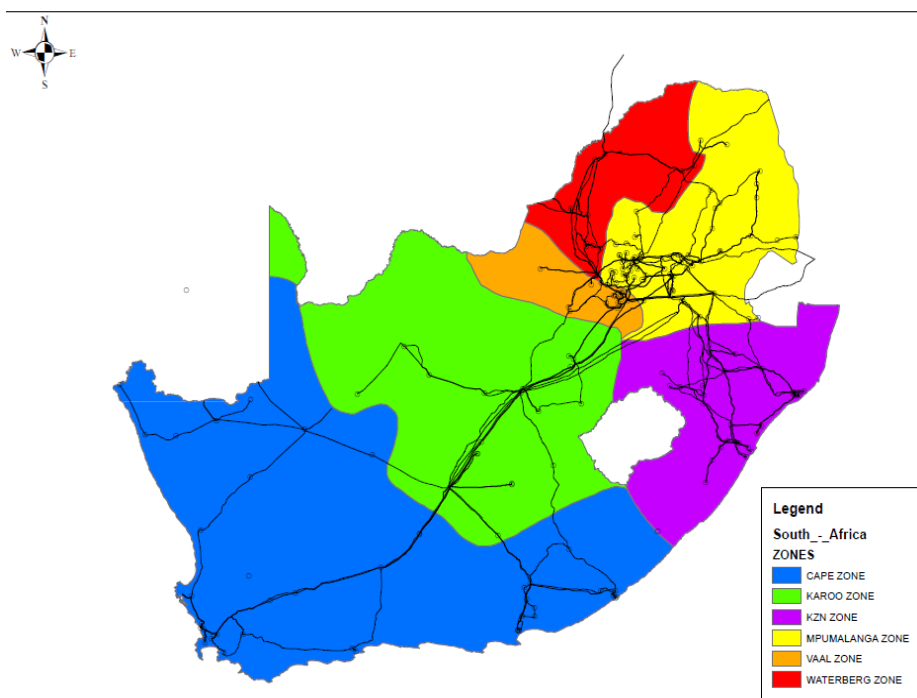 N
W E
S
Legend
South_-_Africa
ZONES
CAPE ZONE
KAROO ZONE
KZN ZONE
MPUMALANGA ZONE
VAAL ZONE
WATERBERG ZONE